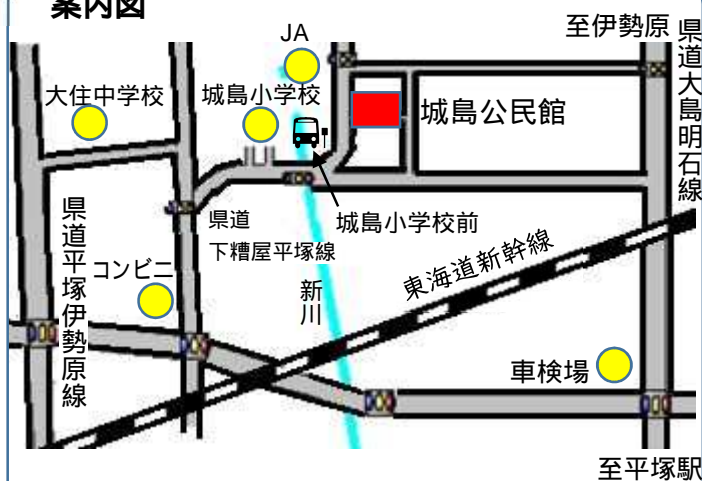 案内図
至伊勢原
県道大島明石線
JA
大住中学校
城島小学校
城島公民館
城島小学校前
県道
下糟屋平塚線
県道平塚伊勢原線
コンビニ
新川
東海道新幹線
車検場
至平塚駅